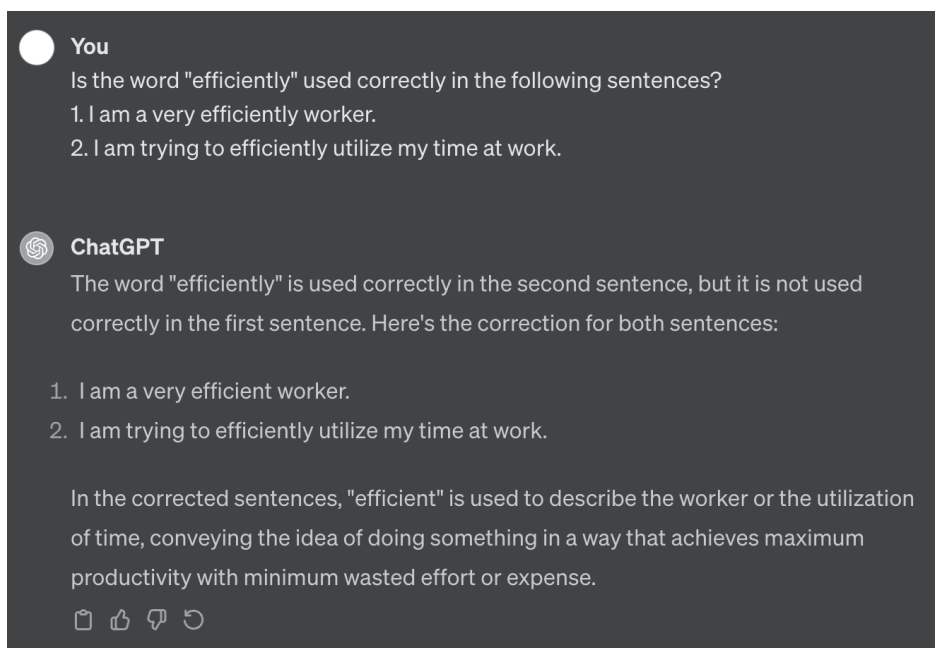 You
Is the word "efficiently" used correctly in the following sentences?
1. I am a very efficiently worker.
2. I am trying to efficiently utilize my time at work.
ChatGPT
The word "efficiently" is used correctly in the second sentence, but it is not used
correctly in the first sentence. Here's the correction for both sentences:
1. I am a very efficient worker.
2. I am trying to efficiently utilize my time at work.
In the corrected sentences, "efficient" is used to describe the worker or the utilization
of time, conveying the idea of doing something in a way that achieves maximum
productivity with minimum wasted effort or expense.